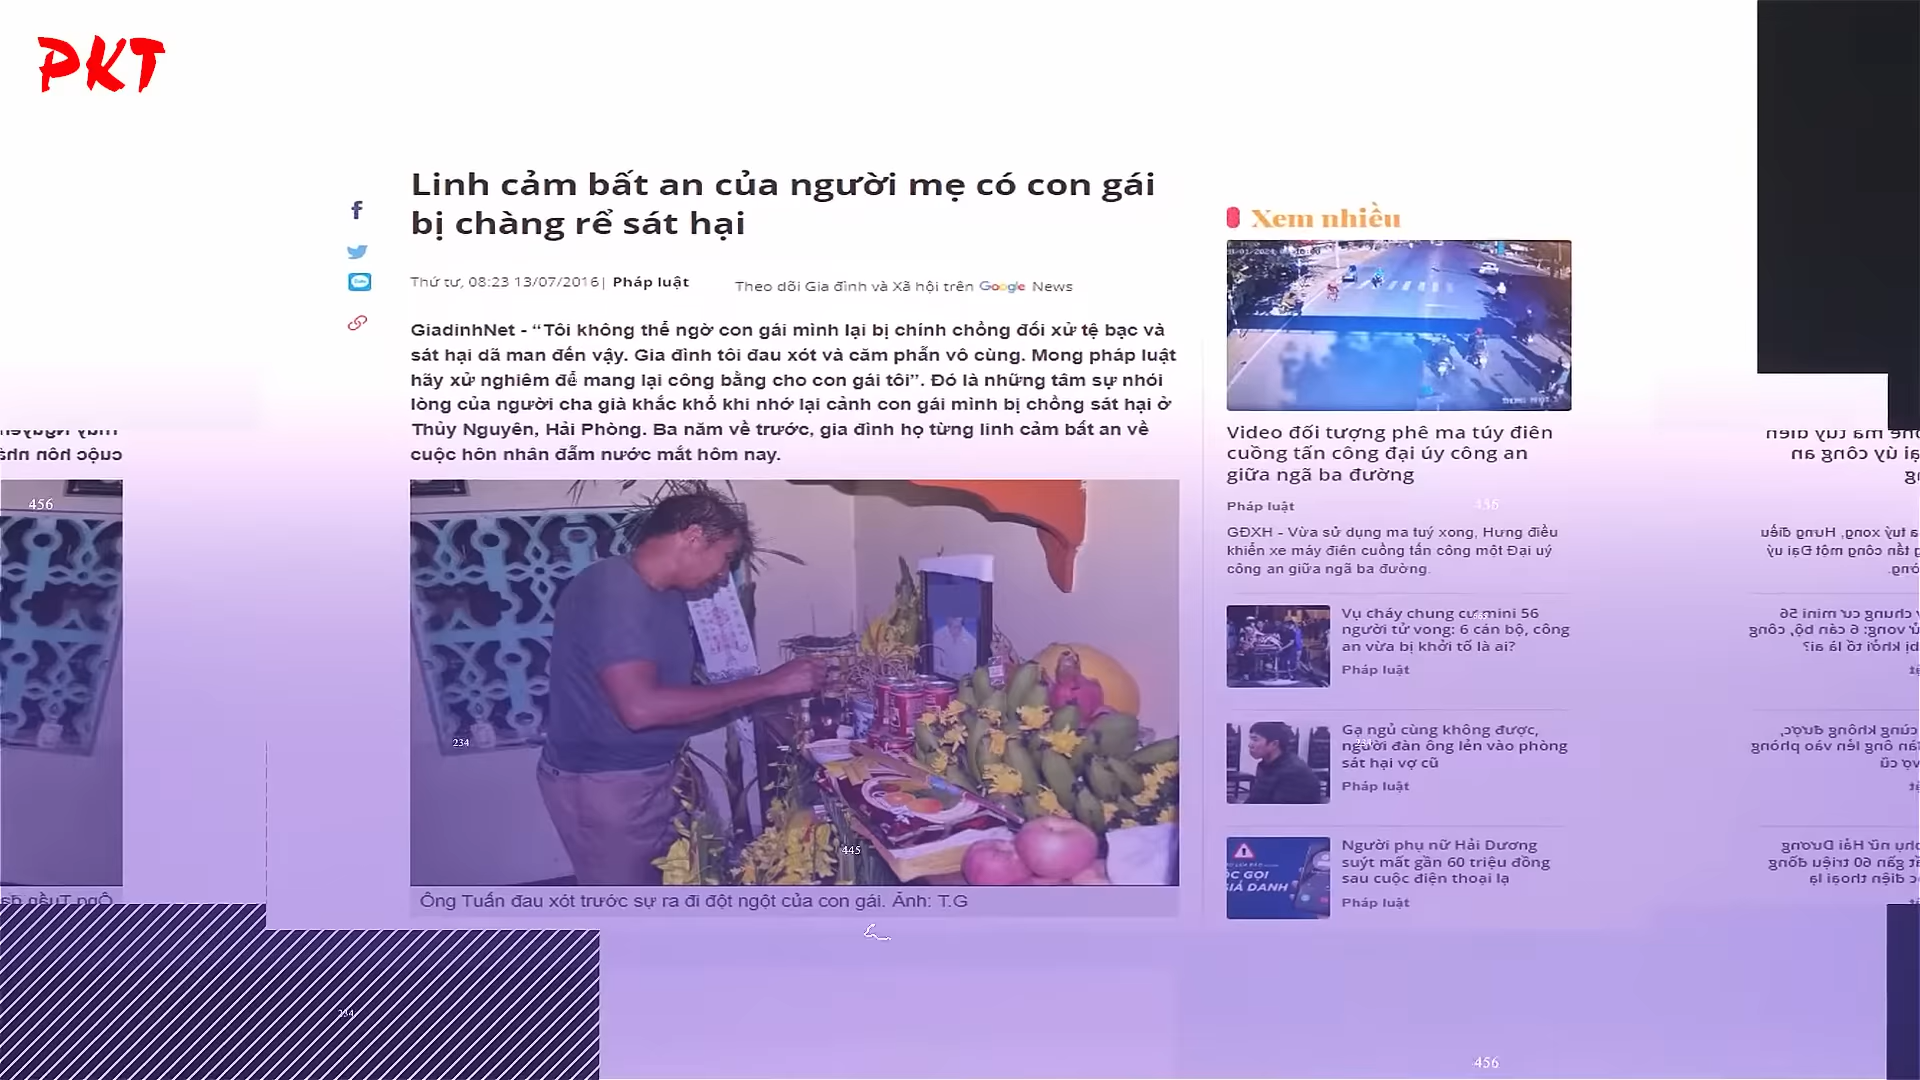 PKT
Linh cảm bất an của người mẹ có con gái
bị chàng rể sát hại
Thứ tư, 08:23 13/07/2016| Pháp luật
Theo dõi Gia đình và Xã hội trên Google News
GiadinhNet - “Tôi không thể ngờ con gái mình lại bị chính chồng đối xử tệ bạc và
sát hại dã man đến vậy. Gia đình tôi đau xót và căm phẫn vô cùng. Mong pháp luật
hãy xử nghiêm để mang lại công bằng cho con gái tôi”. Đó là những tâm sự nhói
lòng của người cha già khắc khổ khi nhớ lại cảnh con gái mình bị chồng sát hại ở
Thủy Nguyên, Hải Phòng. Ba năm về trước, gia đình họ từng linh cảm bất an về
cuộc hôn nhân đẫm nước mắt hôm nay.
Ông Tuấn đau xót trước sự ra đi đột ngột của con gái. Ảnh: T.G
Xem nhiều
Video đối tượng phê ma túy điên
cuồng tấn công đại úy công an
giữa ngã ba đường
Pháp luật
GĐXH - Vừa sử dụng ma tuý xong, Hưng điều
khiển xe máy điên cuồng tấn công một Đại uý
công an giữa ngã ba đường.
Vụ cháy chung cư mini 56
người tử vong: 6 cán bộ, công
an vừa bị khởi tố là ai?
Pháp luật
Gạ ngủ cùng không được,
người đàn ông lẻn vào phòng
sát hại vợ cũ
Pháp luật
Người phụ nữ Hải Dương
suýt mất gần 60 triệu đồng
sau cuộc điện thoại lạ
Pháp luật
456
456
234
445
234
456